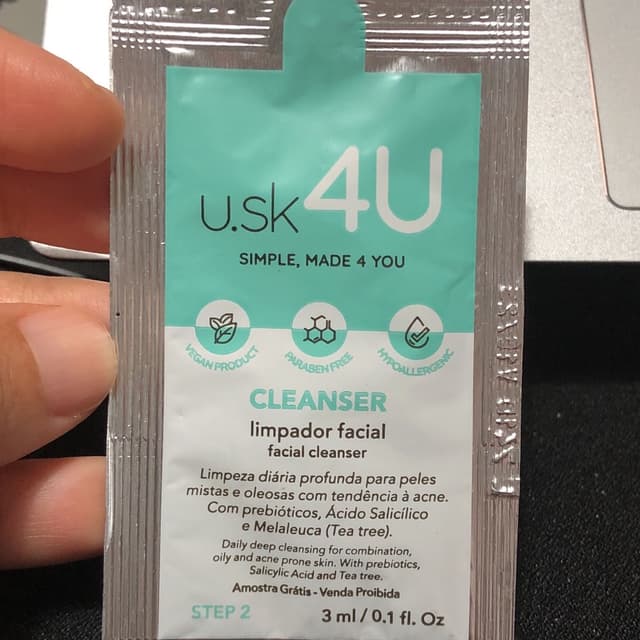 u.sk 4U
SIMPLE, MADE 4 YOU
VEGAN PRODUCT
PARABEN FREE
HYPOALLERGENIC
CLEANSER
limpador facial
facial cleanser
Limpeza diária profunda para peles
mistas e oleosas com tendência à acne.
Com prebióticos, Ácido Salicílico
e Melaleuca (Tea tree).
Daily deep cleansing for combination,
oily and acne prone skin. With prebiotics,
Salicylic Acid and Tea tree.
Amostra Grátis - Venda Proibida
STEP 2
3 ml / 0.1 fl. Oz